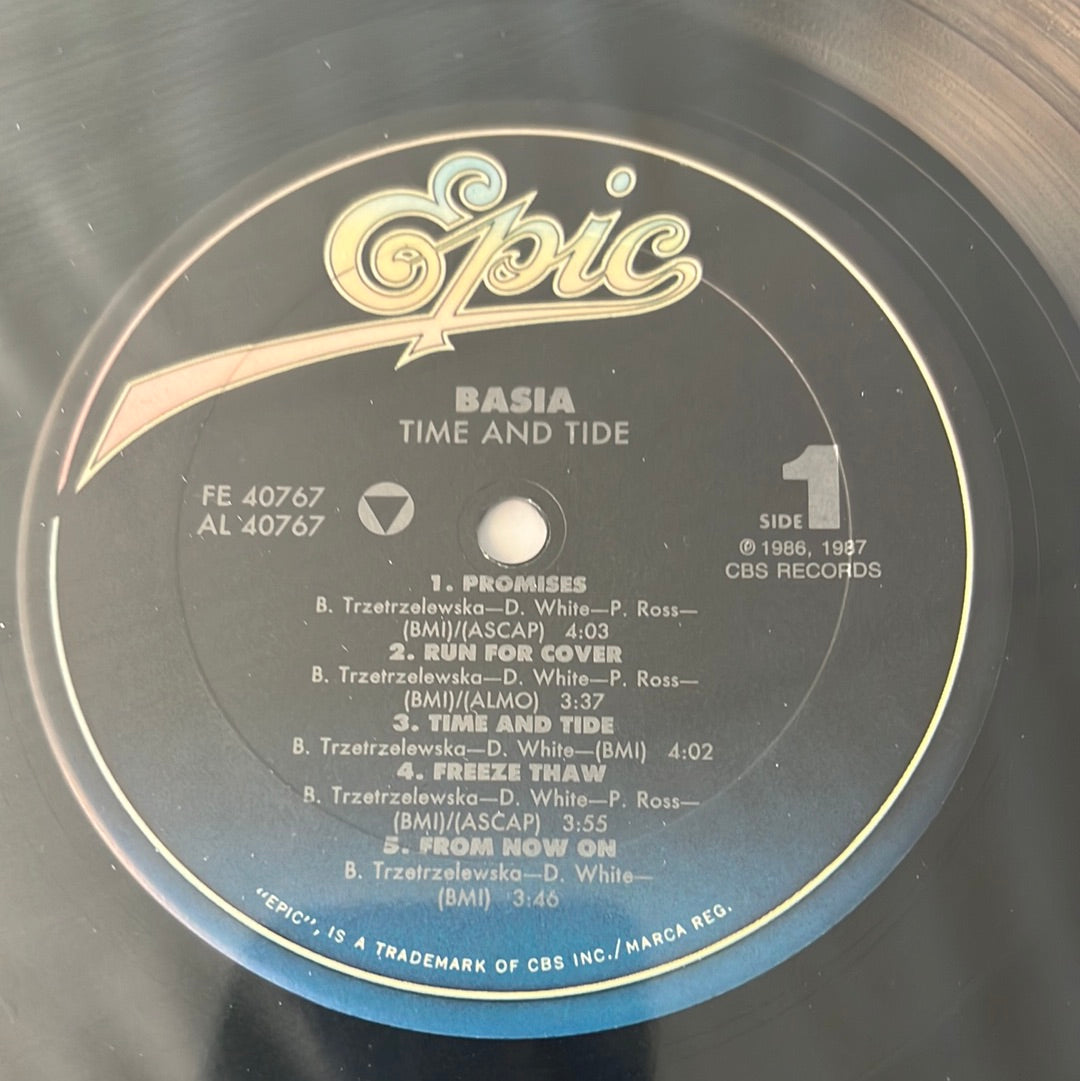 Epic
BASIA
TIME AND TIDE
FE 40767
AL 40767
SIDE 1
℗ 1986, 1987
CBS RECORDS
1. PROMISES
B. Trzetrzelewska—D. White—P. Ross—
(BMI)/(ASCAP) 4:03
2. RUN FOR COVER
B. Trzetrzelewska—D. White—P. Ross—
(BMI)/(ALMO) 3:37
3. TIME AND TIDE
B. Trzetrzelewska—D. White—(BMI) 4:02
4. FREEZE THAW
B. Trzetrzelewska—D. White—P. Ross—
(BMI)/(ASCAP) 3:55
5. FROM NOW ON
B. Trzetrzelewska—D. White—
(BMI) 3:46
"EPIC", IS A TRADEMARK OF CBS INC./MARCA REG.